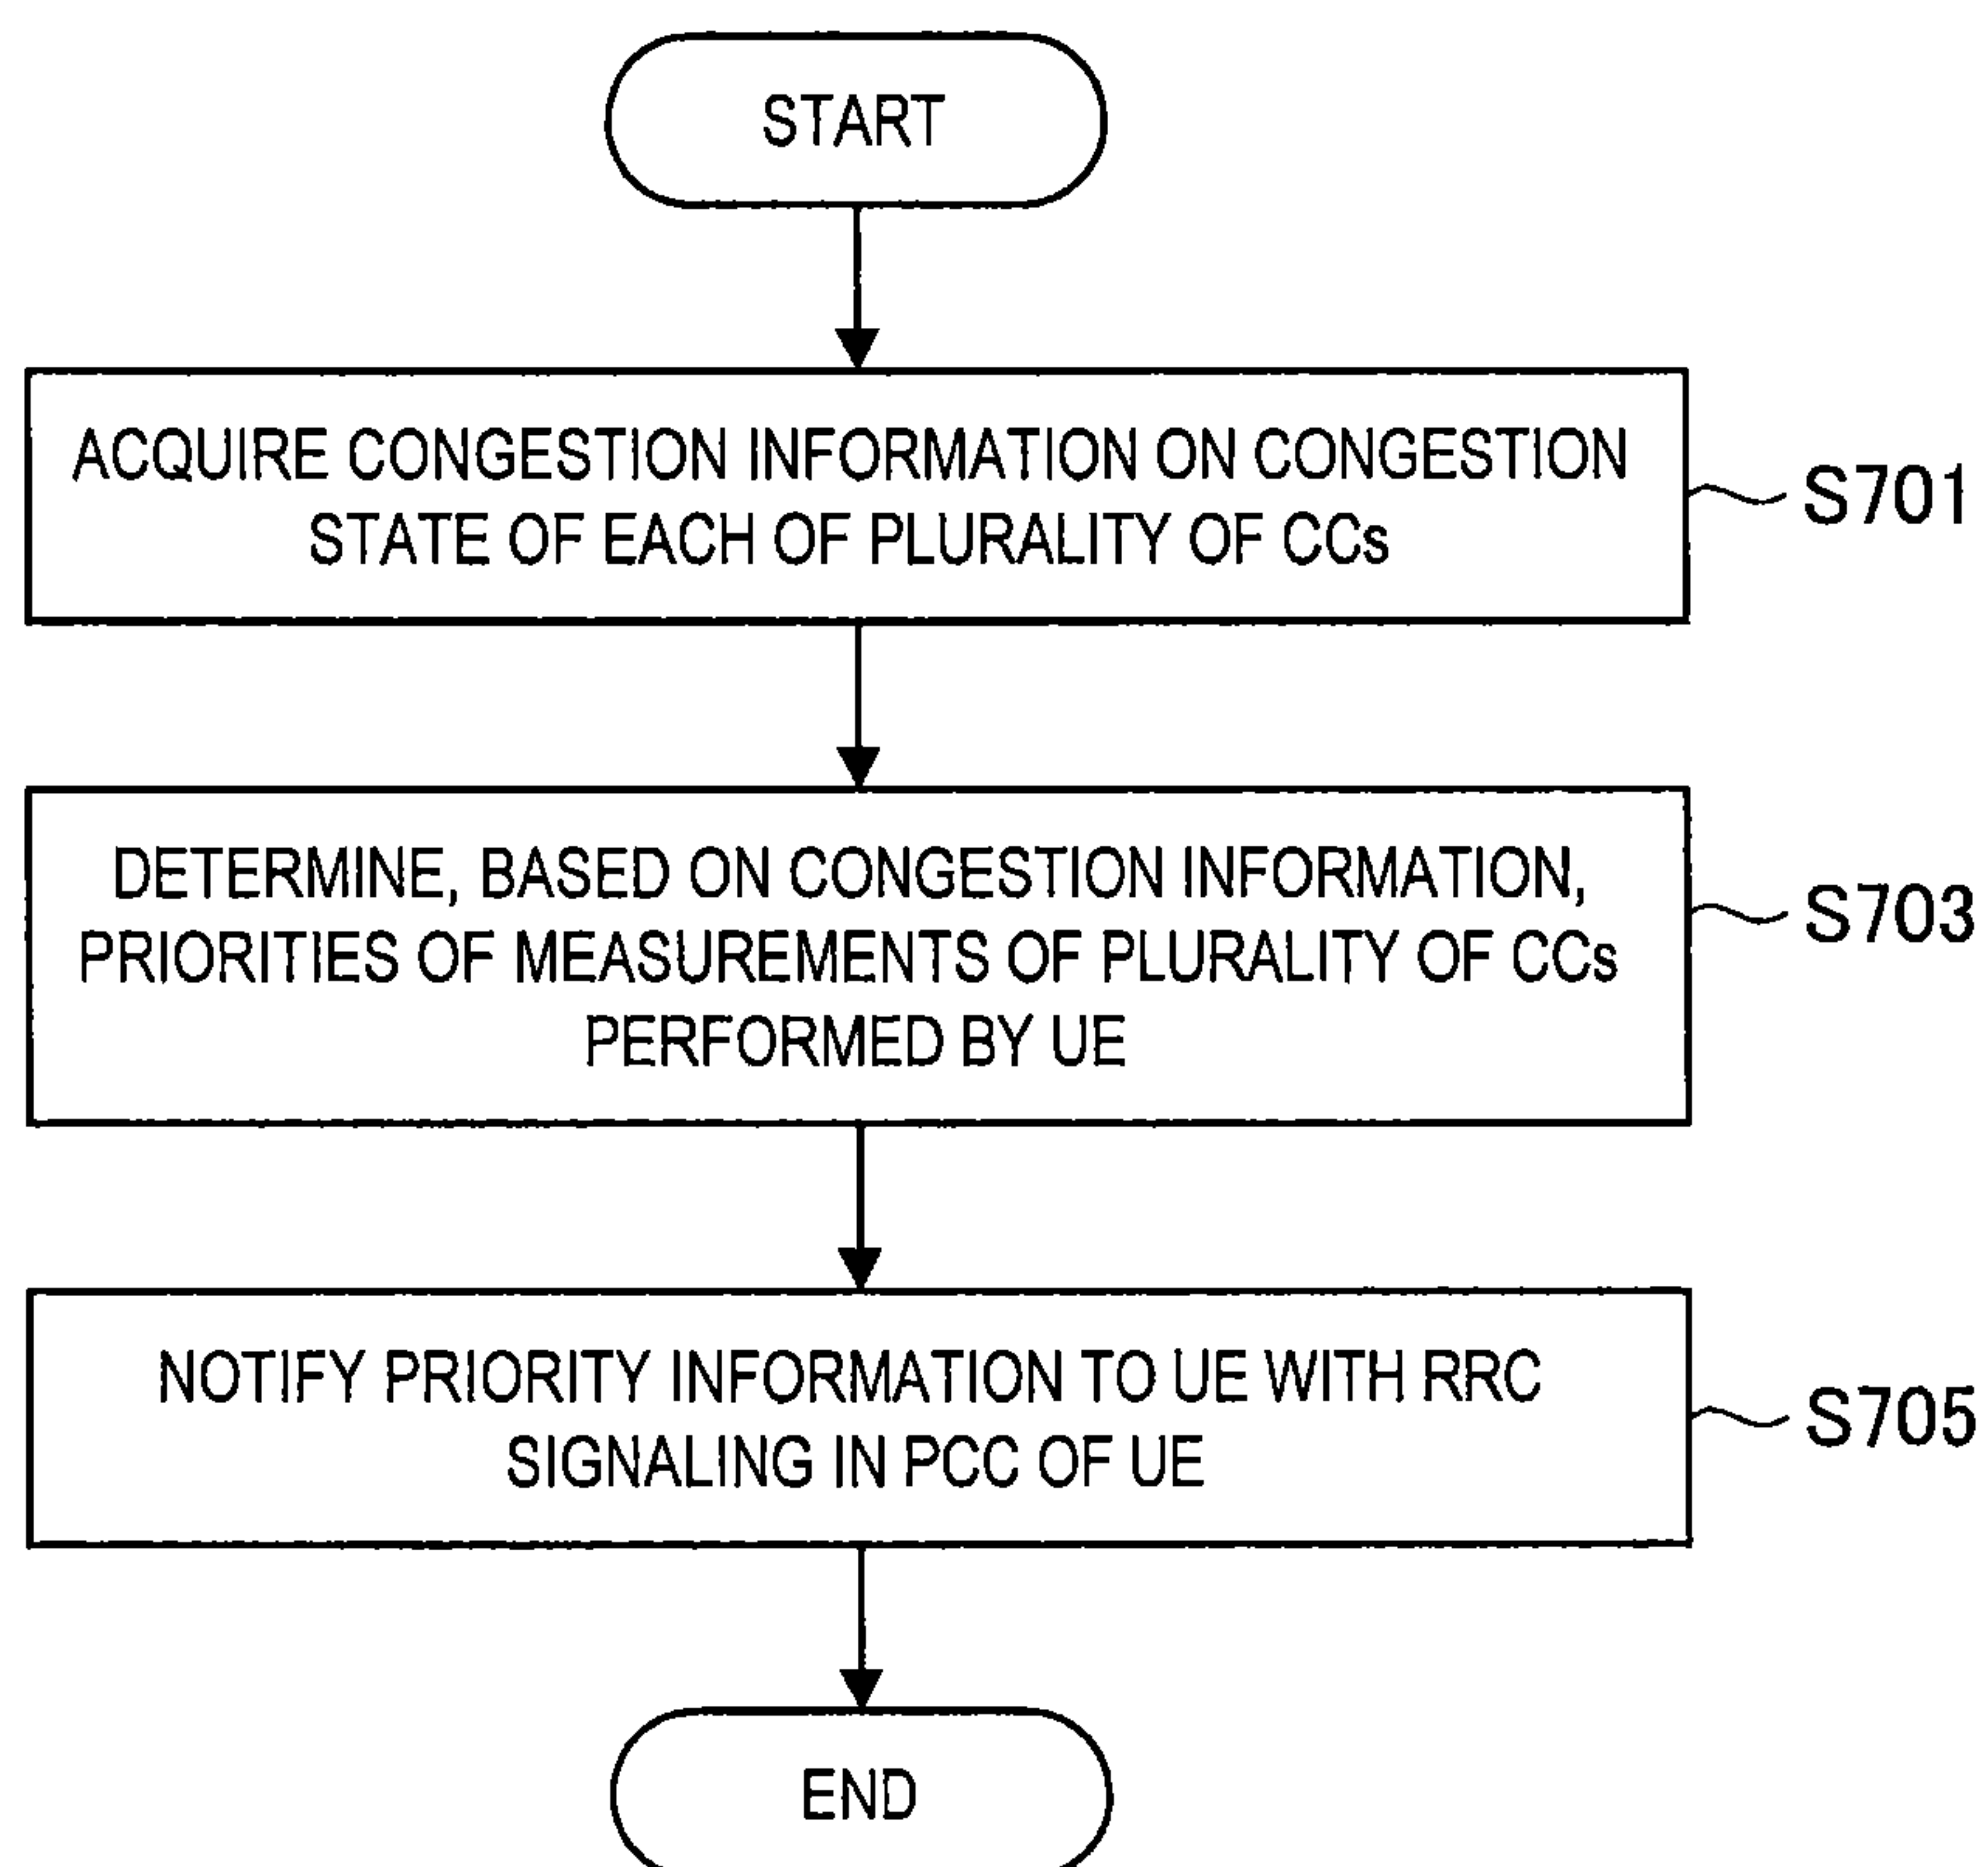 START
ACQUIRE CONGESTION INFORMATION ON CONGESTION
STATE OF EACH OF PLURALITY OF CCs
S701
DETERMINE, BASED ON CONGESTION INFORMATION,
PRIORITIES OF MEASUREMENTS OF PLURALITY OF CCs
PERFORMED BY UE
S703
NOTIFY PRIORITY INFORMATION TO UE WITH RRC
SIGNALING IN PCC OF UE
S705
END